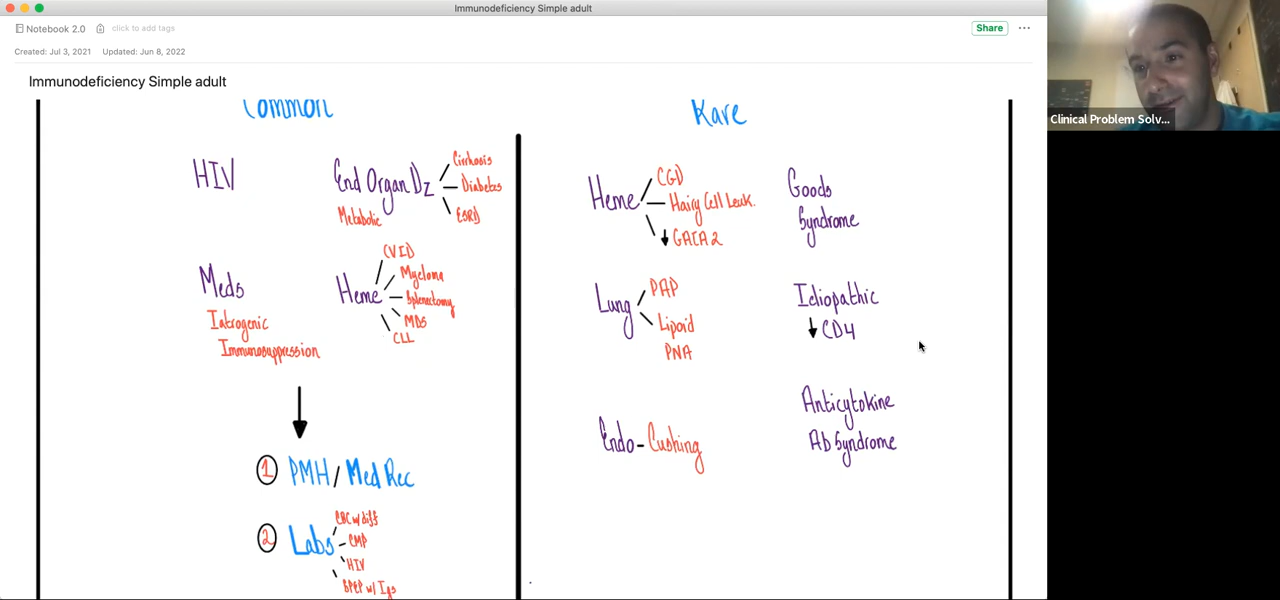 Immunodeficiency Simple adult
Notebook 2.0
click to add tags
Share
Created: Jul 3, 2021 Updated: Jun 8, 2022
Immunodeficiency Simple adult
Clinical Problem Solv...
Common
HIV
End Organ Dz
Metabolic
Cirrhosis
Diabetes
ESRD
Meds
Iatrogenic
Immunosuppression
Heme
CVID
Myeloma
Splenectomy
MDS
CLL
1 PMH / Med Rec
2 Labs
CBC w/ diff
CMP
HIV
SPEP w/ Igs
Rare
Heme
CGD
Hairy Cell Leuk.
↓ GATA 2
Goods
Syndrome
Lung
PAP
Lipoid
PNA
Idiopathic
↓ CD4
Endo - Cushing
Anticytokine
Ab Syndrome